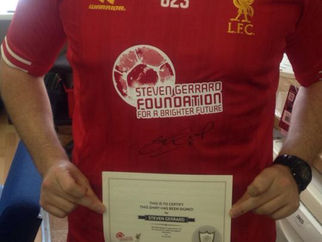 WARRIOR
L.F.C.
STEVEN GERRARD
FOUNDATION
FOR A BRIGHTER FUTURE
THIS IS TO CERTIFY
THIS SHIRT HAS BEEN SIGNED
STEVEN GERRARD